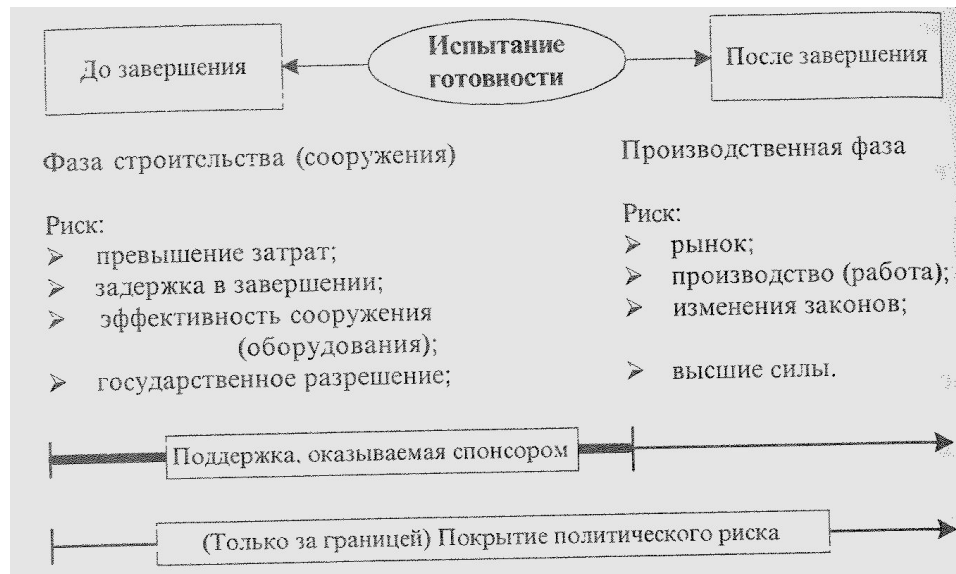 До завершения
Испытание
готовности
После завершения
Фаза строительства (сооружения)
Риск:
➢ превышение затрат;
➢ задержка в завершении;
➢ эффективность сооружения
(оборудования);
➢ государственное разрешение;
Производственная фаза
Риск:
➢ рынок;
➢ производство (работа);
➢ изменения законов;
➢ высшие силы.
Поддержка, оказываемая спонсором
(Только за границей) Покрытие политического риска